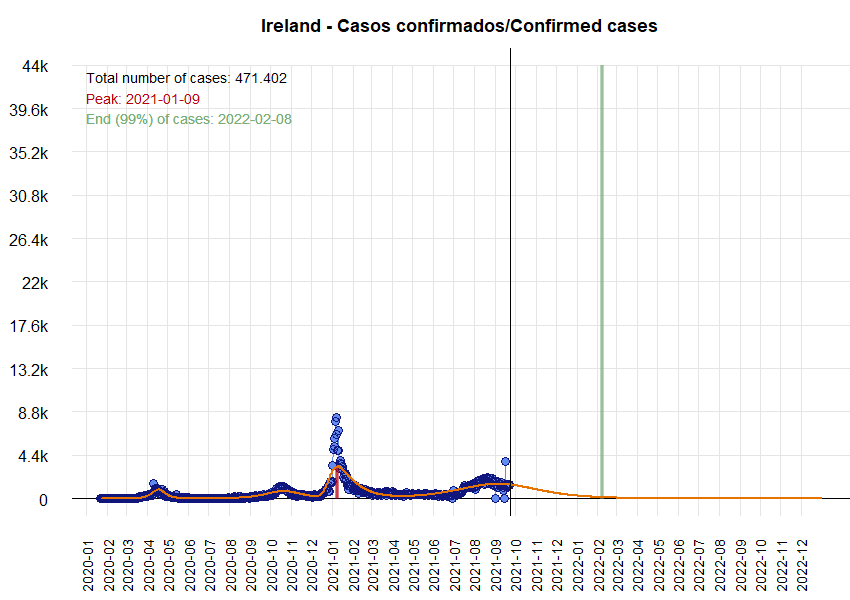 Ireland - Casos confirmados/Confirmed cases
Total number of cases: 471.402
Peak: 2021-01-09
End (99%) of cases: 2022-02-08
44k
39.6k
35.2k
30.8k
26.4k
22k
17.6k
13.2k
8.8k
4.4k
0
2020-01
2020-02
2020-03
2020-04
2020-05
2020-06
2020-07
2020-08
2020-09
2020-10
2020-11
2020-12
2021-01
2021-02
2021-03
2021-04
2021-05
2021-06
2021-07
2021-08
2021-09
2021-10
2021-11
2021-12
2022-01
2022-02
2022-03
2022-04
2022-05
2022-06
2022-07
2022-08
2022-09
2022-10
2022-11
2022-12